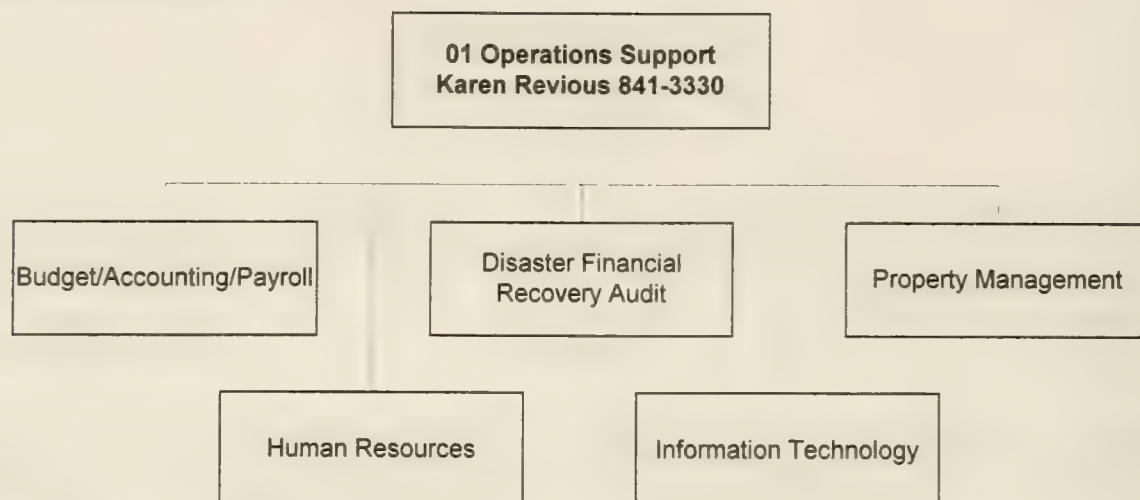 01 Operations Support
Karen Revious 841-3330
Budget/Accounting/Payroll
Disaster Financial
Recovery Audit
Property Management
Human Resources
Information Technology